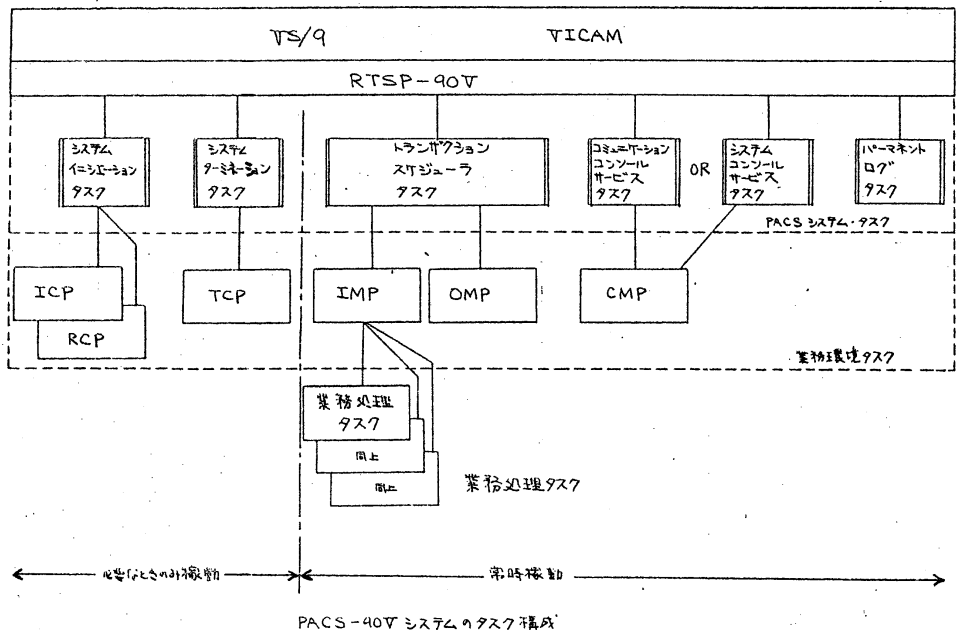 VS/9 VICAM
RTSP-90V
システム
イニシエーション
タスク
システム
ターミネーション
タスク
トランザクション
スケジューラ
タスク
コミュニケーション
コンソール
サービス
タスク
OR
システム
コンソール
サービス
タスク
パーマネント
ログ
タスク
PACS システム・タスク
ICP
RCP
TCP
IMP
OMP
CMP
業務環境タスク
業務処理
タスク
同上
同上
業務処理タスク
必要なときのみ稼動
常時稼動
PACS-90V システムのタスク構成